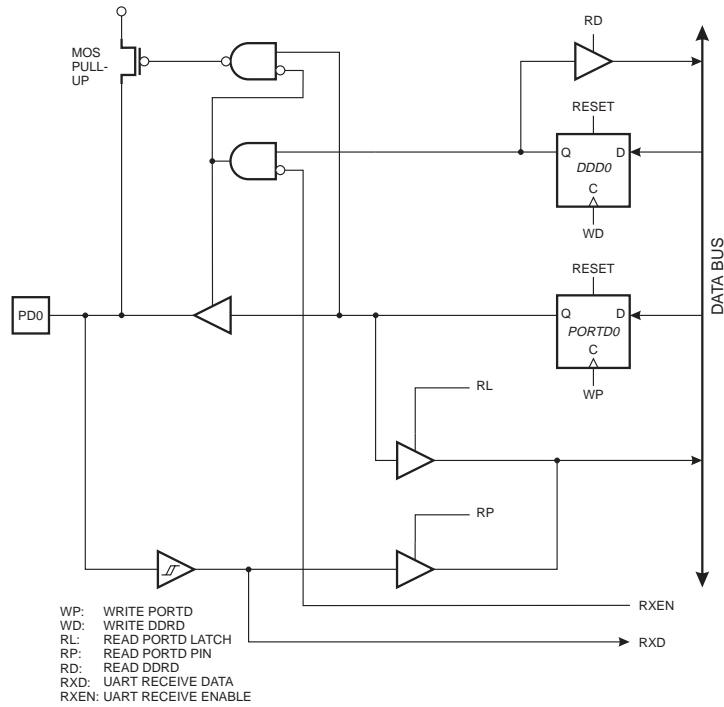 RD
MOS
PULL-
UP
RESET
Q
D
DDD0
C
WD
RESET
DATA BUS
PD0
Q
D
PORTD0
C
WP
RL
RP
RXEN
RXD
WP: WRITE PORTD
WD: WRITE DDRD
RL: READ PORTD LATCH
RP: READ PORTD PIN
RD: READ DDRD
RXD: UART RECEIVE DATA
RXEN: UART RECEIVE ENABLE